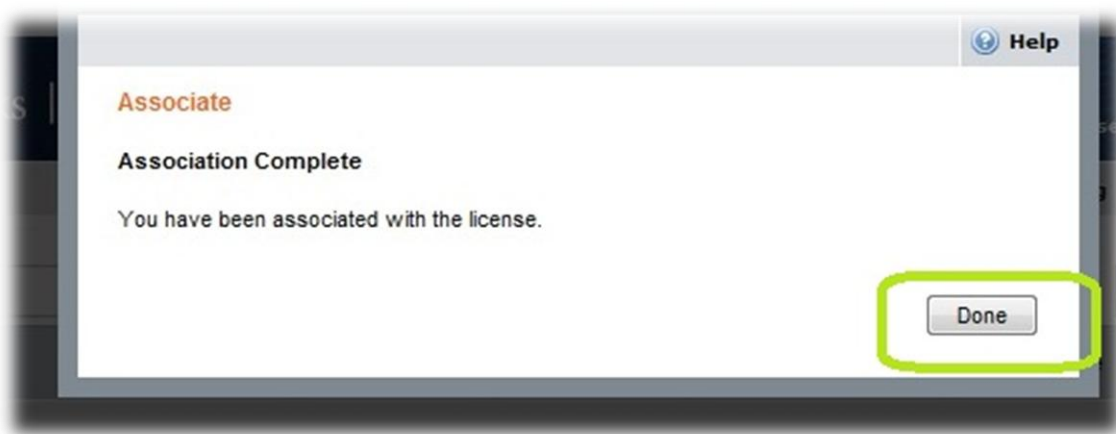 Help
Associate
Association Complete
You have been associated with the license.
Done